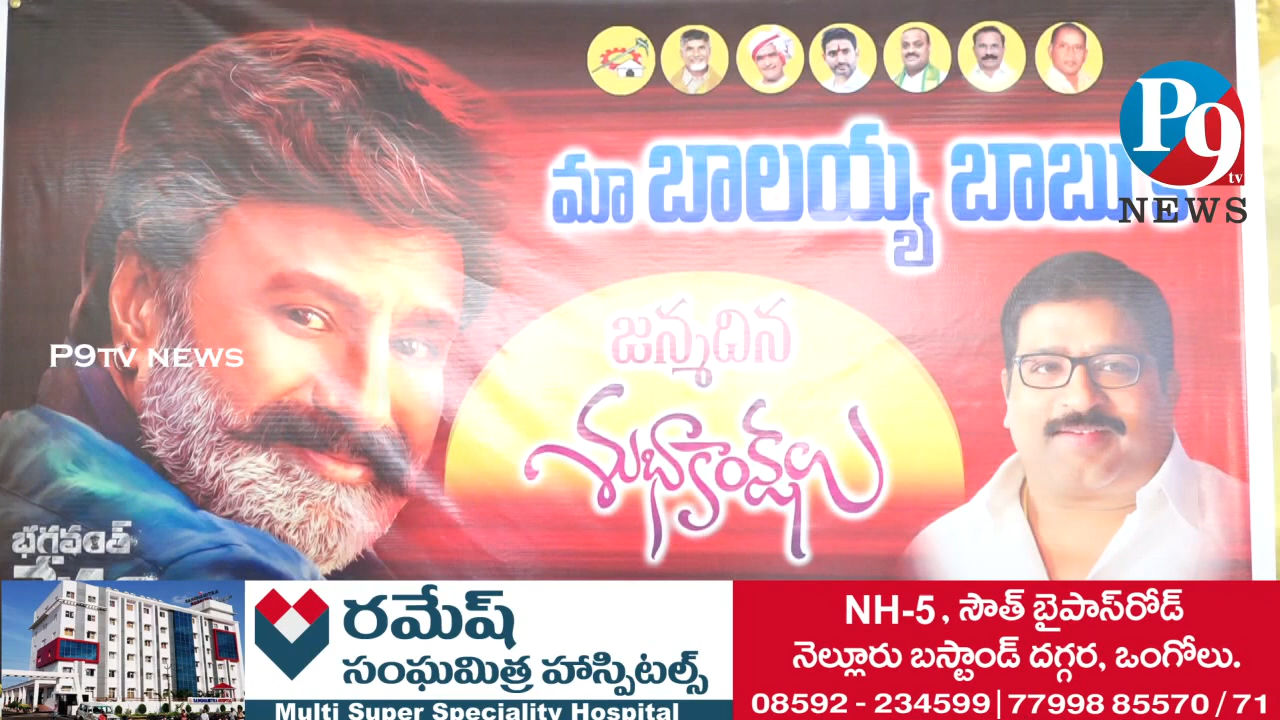 మా బాలయ్య బాబు
P9
tv
NEWS
జన్మదిన
శుభ్యాంక్షలు
P9TV NEWS
భగవంత్
రమేష్
సంఘమిత్ర హాస్పిటల్స్
Multi Super Speciality Hospital
NH-5, సౌత్ బైపాస్‌రోడ్
నెల్లూరు బస్టాండ్ దగ్గర, ఒంగోలు.
08592 - 234599|77998 85570 / 71